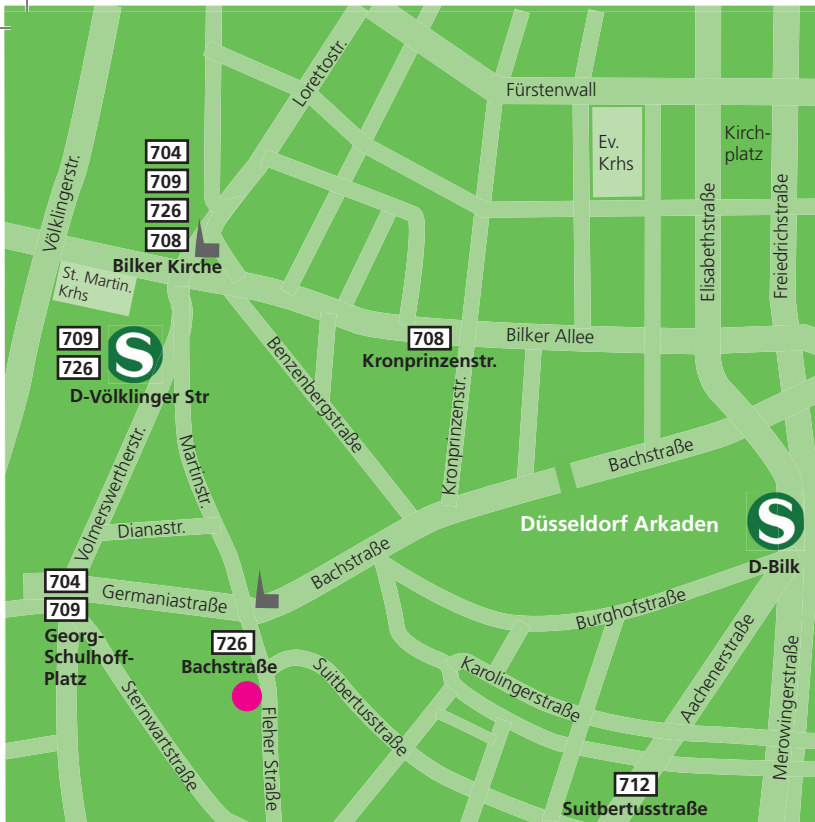 Lorettostr.
Fürstenwall
Völklingerstr.
704
709
726
708
Bilker Kirche
Ev.
Krhs
Kirch-
platz
Elisabethstraße
Freiedrichstraße
St. Martin.
Krhs
709
726
S
D-Völklinger Str
Benzenbergstraße
708
Kronprinzenstr.
Bilker Allee
Kronprinzenstr.
Volmerswertherstr.
Martinstr.
Dianastr.
Bachstraße
Bachstraße
Düsseldorf Arkaden
S
D-Bilk
704
709
Georg-
Schulhoff-
Platz
Germaniastraße
726
Bachstraße
Burghofstraße
Suitbertusstraße
Karolingerstraße
Aachenerstraße
Merowingerstraße
Sternwartstraße
Fleher Straße
712
Suitbertusstraße